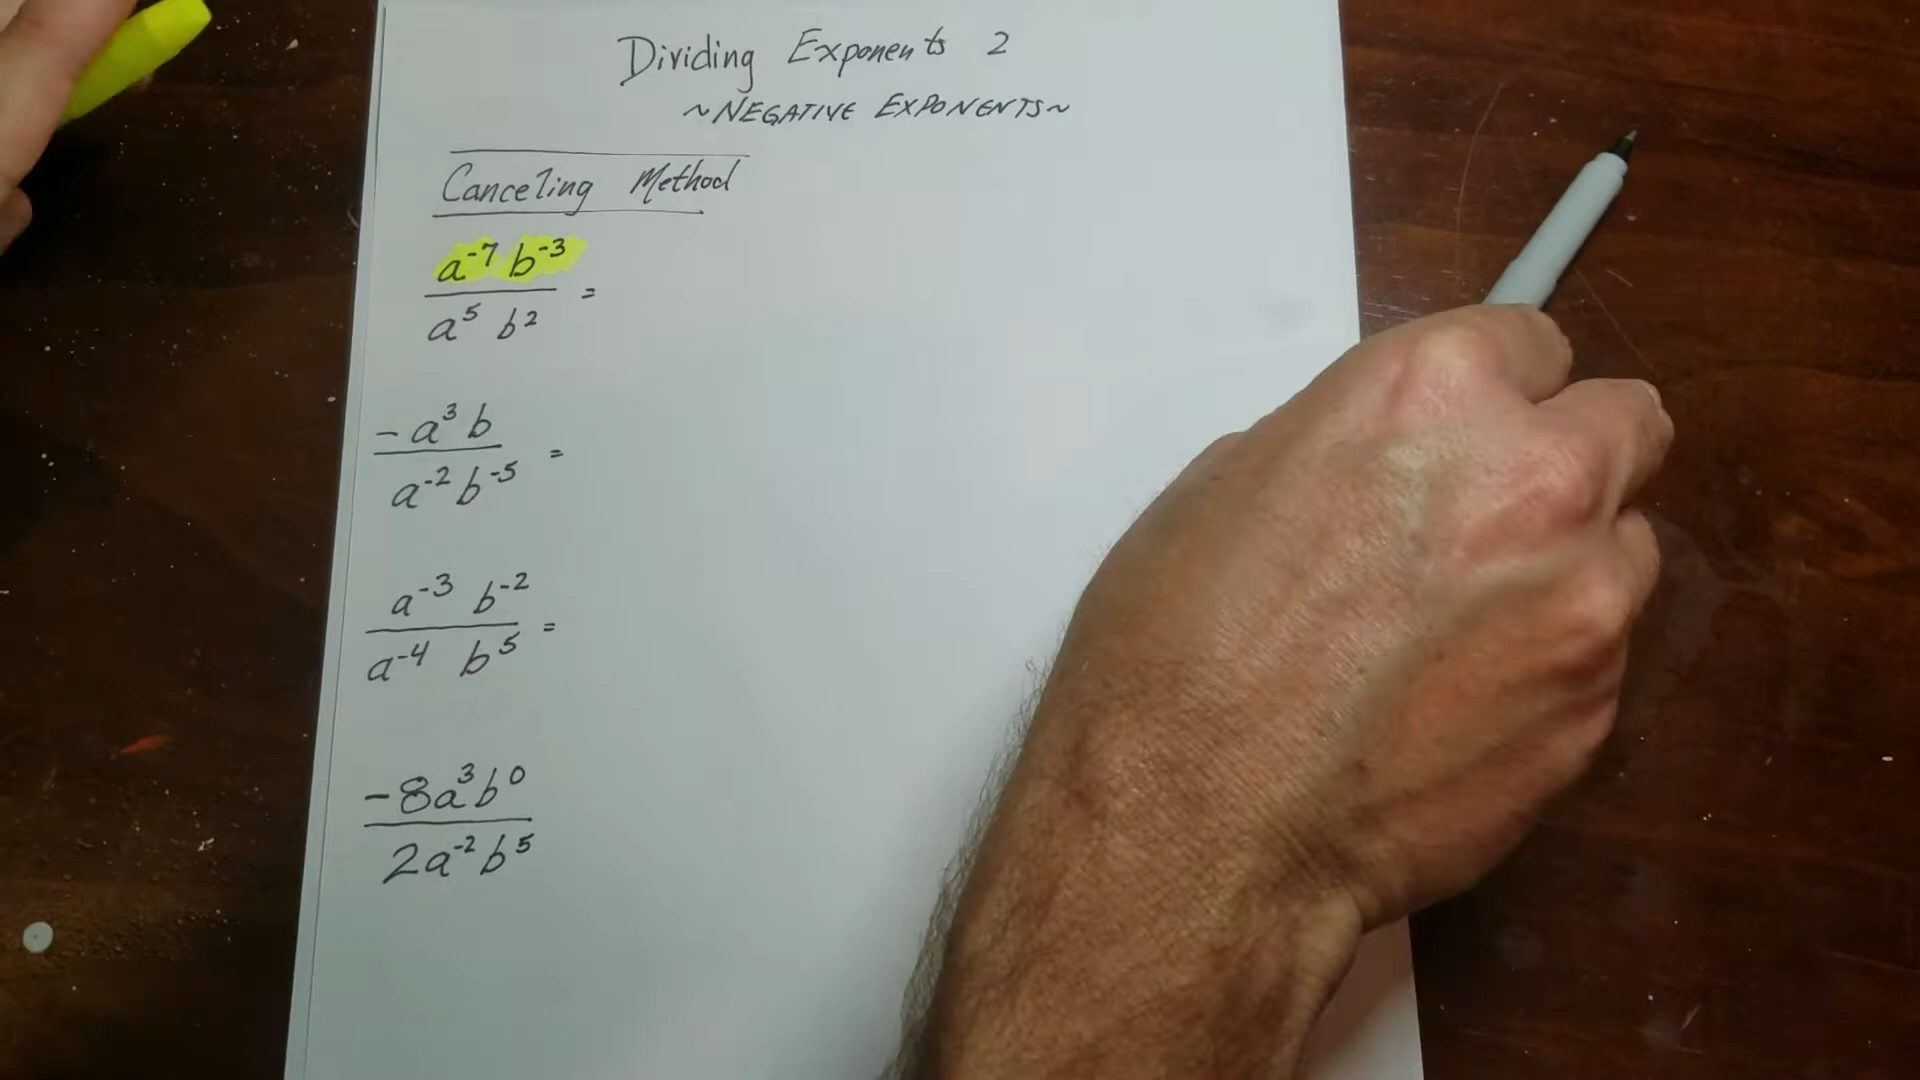 Dividing Exponents 2
~NEGATIVE EXPONENTS~
Canceling Method
a⁻⁷ b⁻³
a⁵ b² =
-a³ b
a⁻² b⁻⁵ =
a⁻³ b⁻²
a⁻⁴ b⁵ =
-8a³b⁰
2a⁻²b⁵